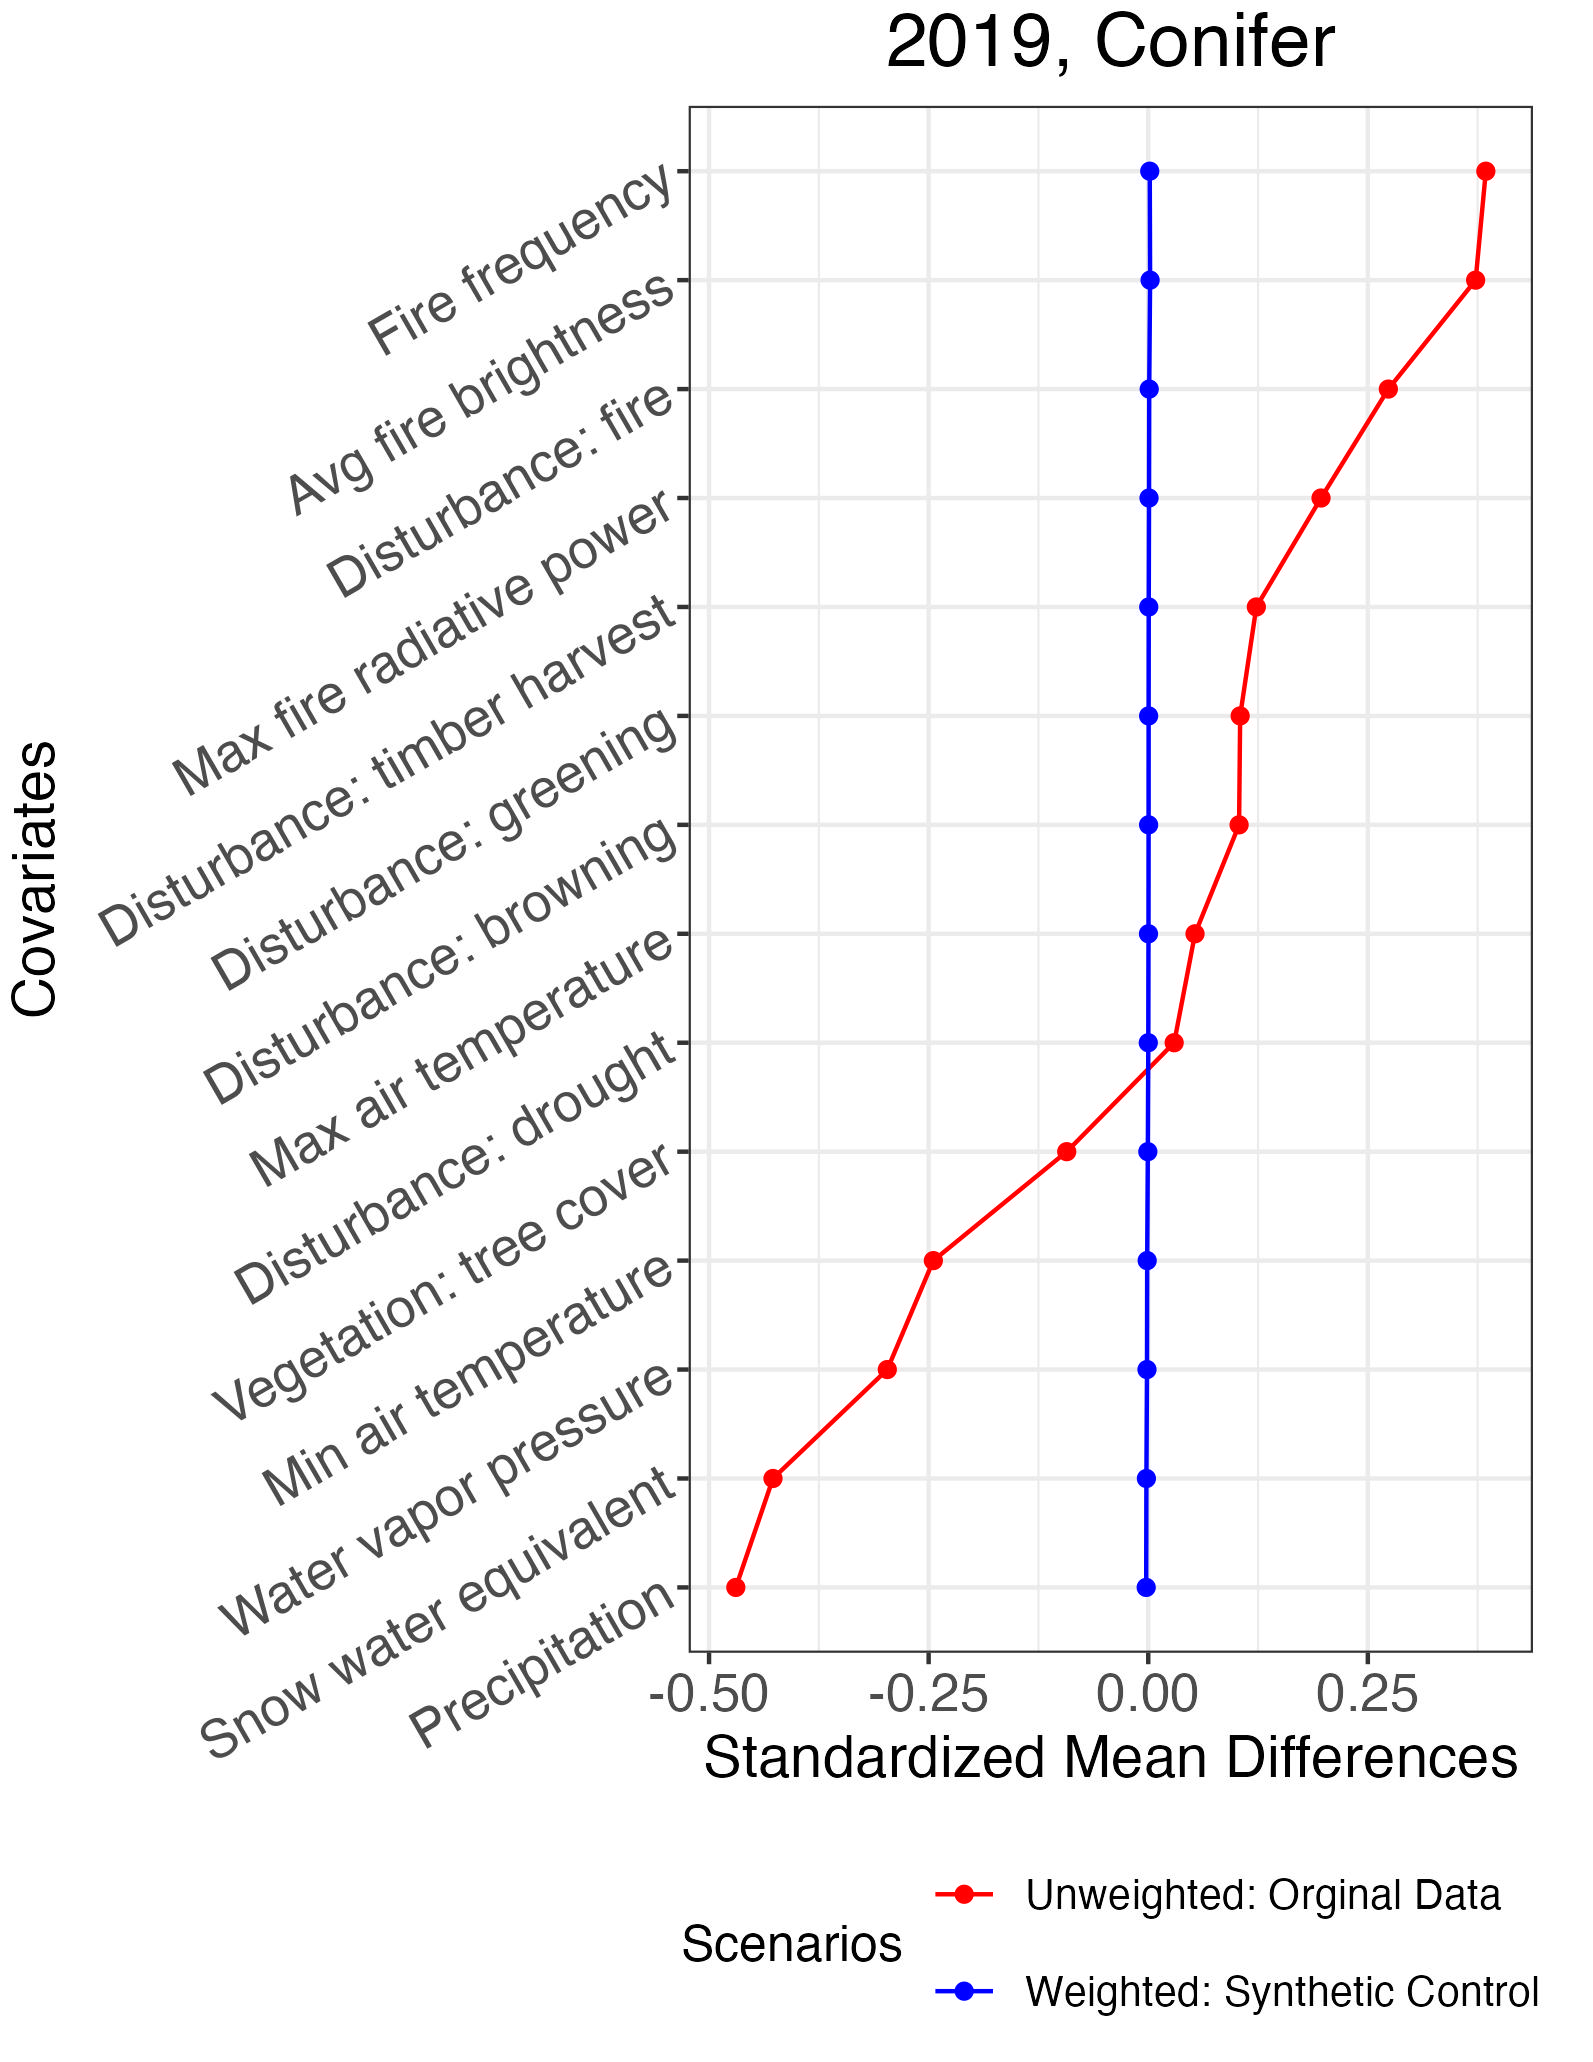 2019, Conifer
Covariates
Fire frequency
Avg fire brightness
Disturbance: fire
Max fire radiative power
Disturbance: timber harvest
Disturbance: greening
Disturbance: browning
Max air temperature
Disturbance: drought
Vegetation: tree cover
Min air temperature
Water vapor pressure
Snow water equivalent
Precipitation
-0.50 -0.25 0.00 0.25
Standardized Mean Differences
Scenarios
Unweighted: Orginal Data
Weighted: Synthetic Control